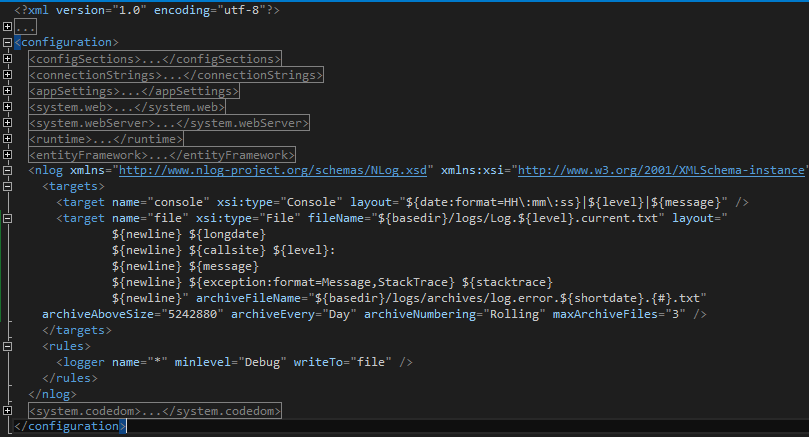 <?xml version="1.0" encoding="utf-8"?>
...
<configuration>
<configSections>...</configSections>
<connectionStrings>...</connectionStrings>
<appSettings>...</appSettings>
<system.web>...</system.web>
<system.webServer>...</system.webServer>
<runtime>...</runtime>
<entityFramework>...</entityFramework>
<nlog xmlns="http://www.nlog-project.org/schemas/NLog.xsd" xmlns:xsi="http://www.w3.org/2001/XMLSchema-instance"
<targets>
<target name="console" xsi:type="Console" layout="${date:format=HH\:mm\:ss}|${level}|${message}" />
<target name="file" xsi:type="File" fileName="${basedir}/logs/Log.${level}.current.txt" layout="
${newline} ${longdate}
${newline} ${callsite} ${level}:
${newline} ${message}
${newline} ${exception:format=Message,StackTrace} ${stacktrace}
${newline}" archiveFileName="${basedir}/logs/archives/log.error.${shortdate}.{#}.txt"
archiveAboveSize="5242880" archiveEvery="Day" archiveNumbering="Rolling" maxArchiveFiles="3" />
</targets>
<rules>
<logger name="*" minlevel="Debug" writeTo="file" />
</rules>
</nlog>
<system.codedom>...</system.codedom>
</configuration>